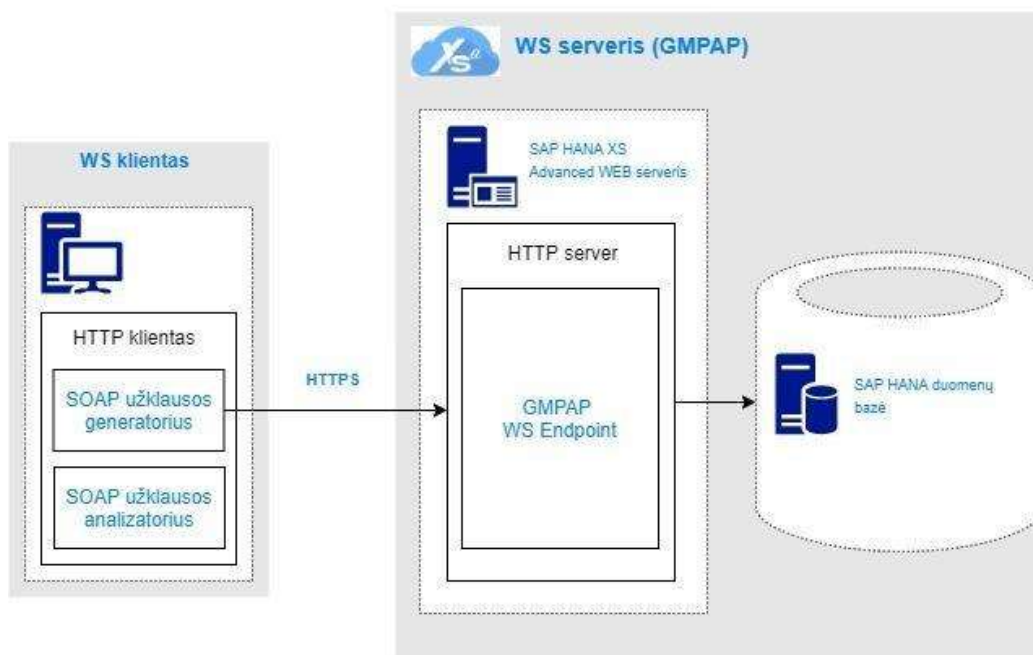 XSa
WS serveris (GMPAP)
WS klientas
SAP HANA XS
Advanced WEB serveris
HTTP klientas
SOAP užklausos
generatorius
SOAP užklausos
analizatorius
HTTPS
HTTP server
GMPAP
WS Endpoint
SAP HANA duomenų
bazė